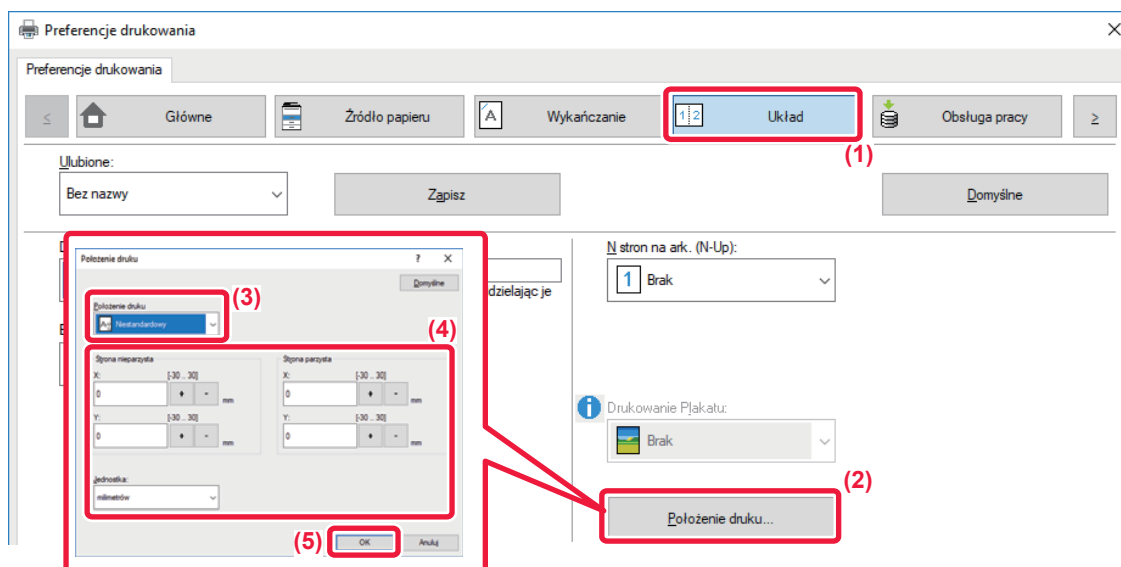 Preferencje drukowania
Preferencje drukowania
<
Główne
Źródło papieru
A
Wykańczanie
1 2
Układ
Obsługa pracy
>
(1)
Ulubione:
Bez nazwy
Zapisz
Domyślne
Położenie druku
?
Domyślne
Położenie druku
Niestandardowy
(3)
(4)
Strona nieparzysta
X:
[-30 .. 30]
0
+
-
mm
Y:
[-30 .. 30]
0
+
-
mm
Strona parzysta
X:
[-30 .. 30]
0
+
-
mm
Y:
[-30 .. 30]
0
+
-
mm
Jednostka:
milimetrów
(5)
OK
Anuluj
dzielając je
N stron na ark. (N-Up):
1
Brak
Drukowanie Plakatu:
Brak
(2)
Położenie druku...